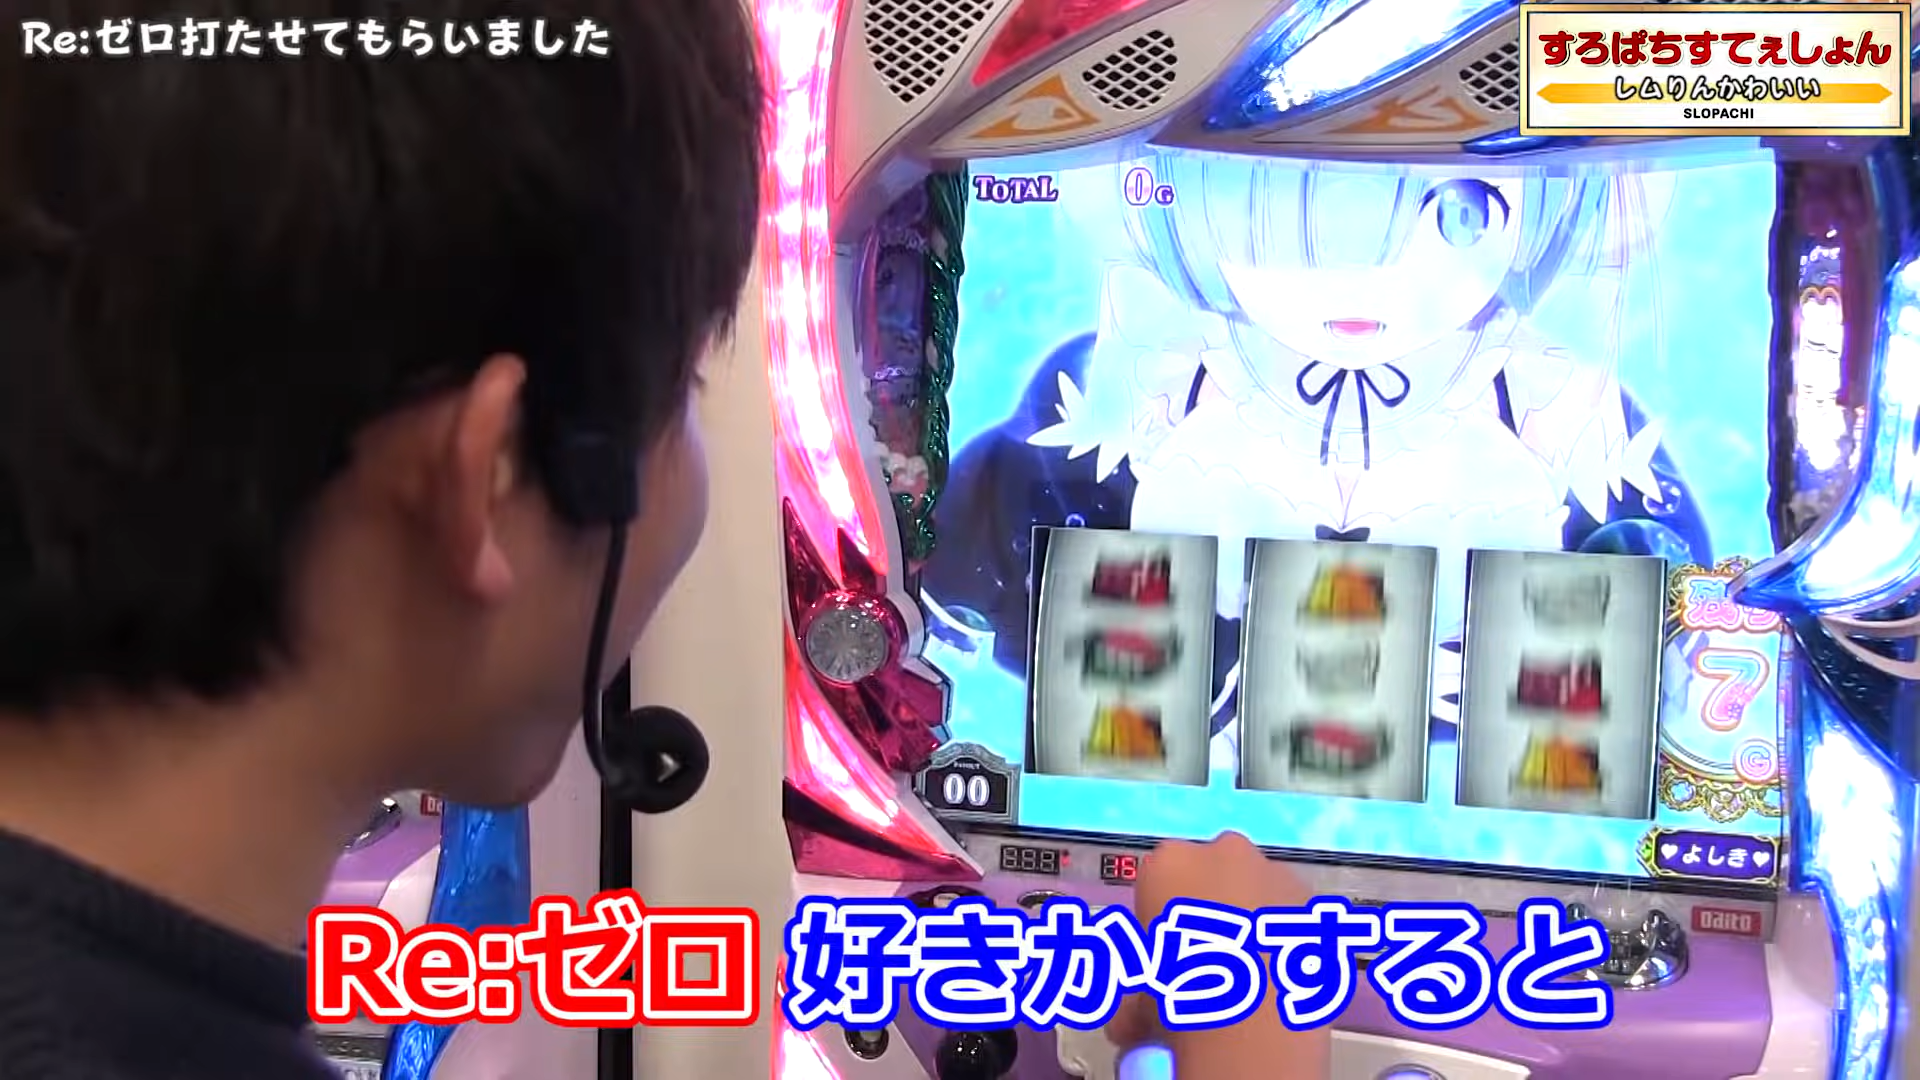 Re:ゼロ打たせてもらいました
すろぱちすてぇしょん
レムりんかわいい
SLOPACHI
TOTAL 0G
残り
7
G
00
♥よしき♥
Daito
Re:ゼロ 好きからすると